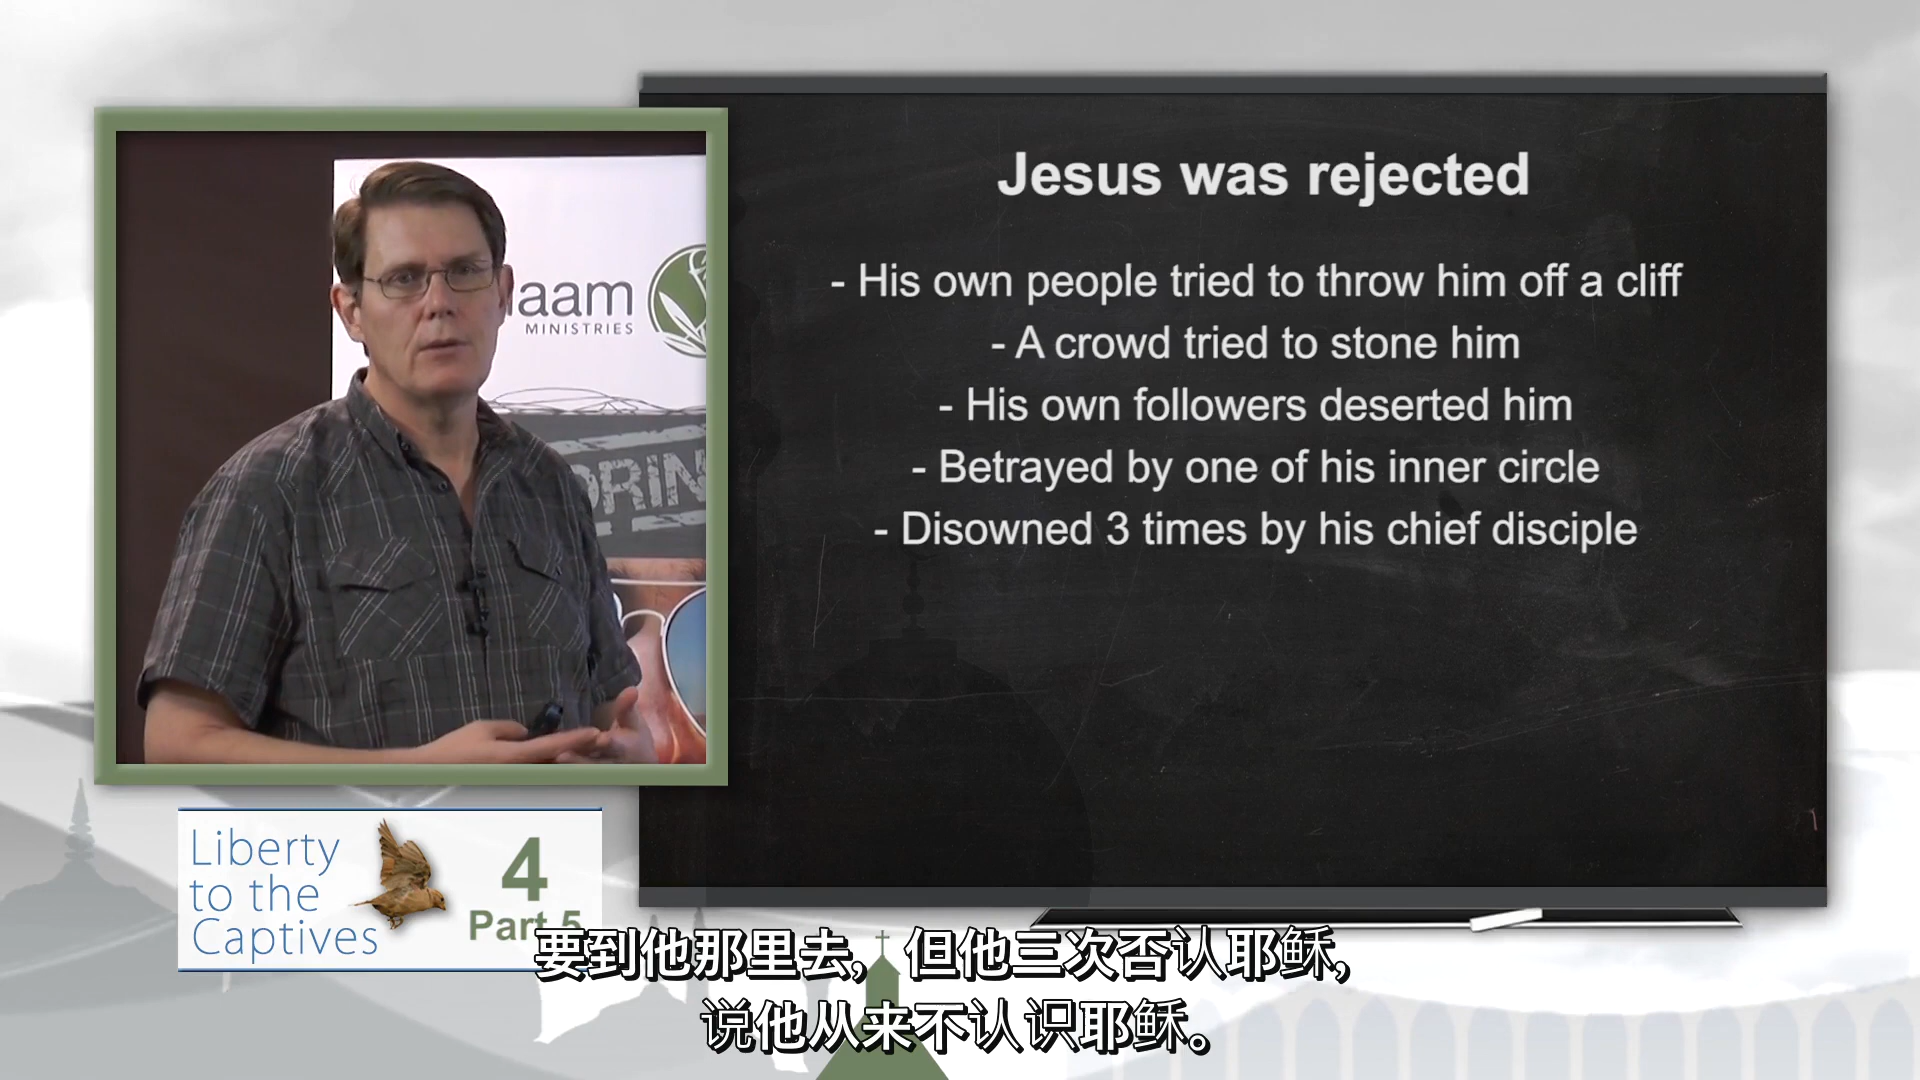 Jesus was rejected
- His own people tried to throw him off a cliff
- A crowd tried to stone him
- His own followers deserted him
- Betrayed by one of his inner circle
- Disowned 3 times by his chief disciple
MINISTRIES
Liberty
to the
Captives
4
Part 5
要到他那里去，但他三次否认耶稣，
说他从来不认识耶稣。